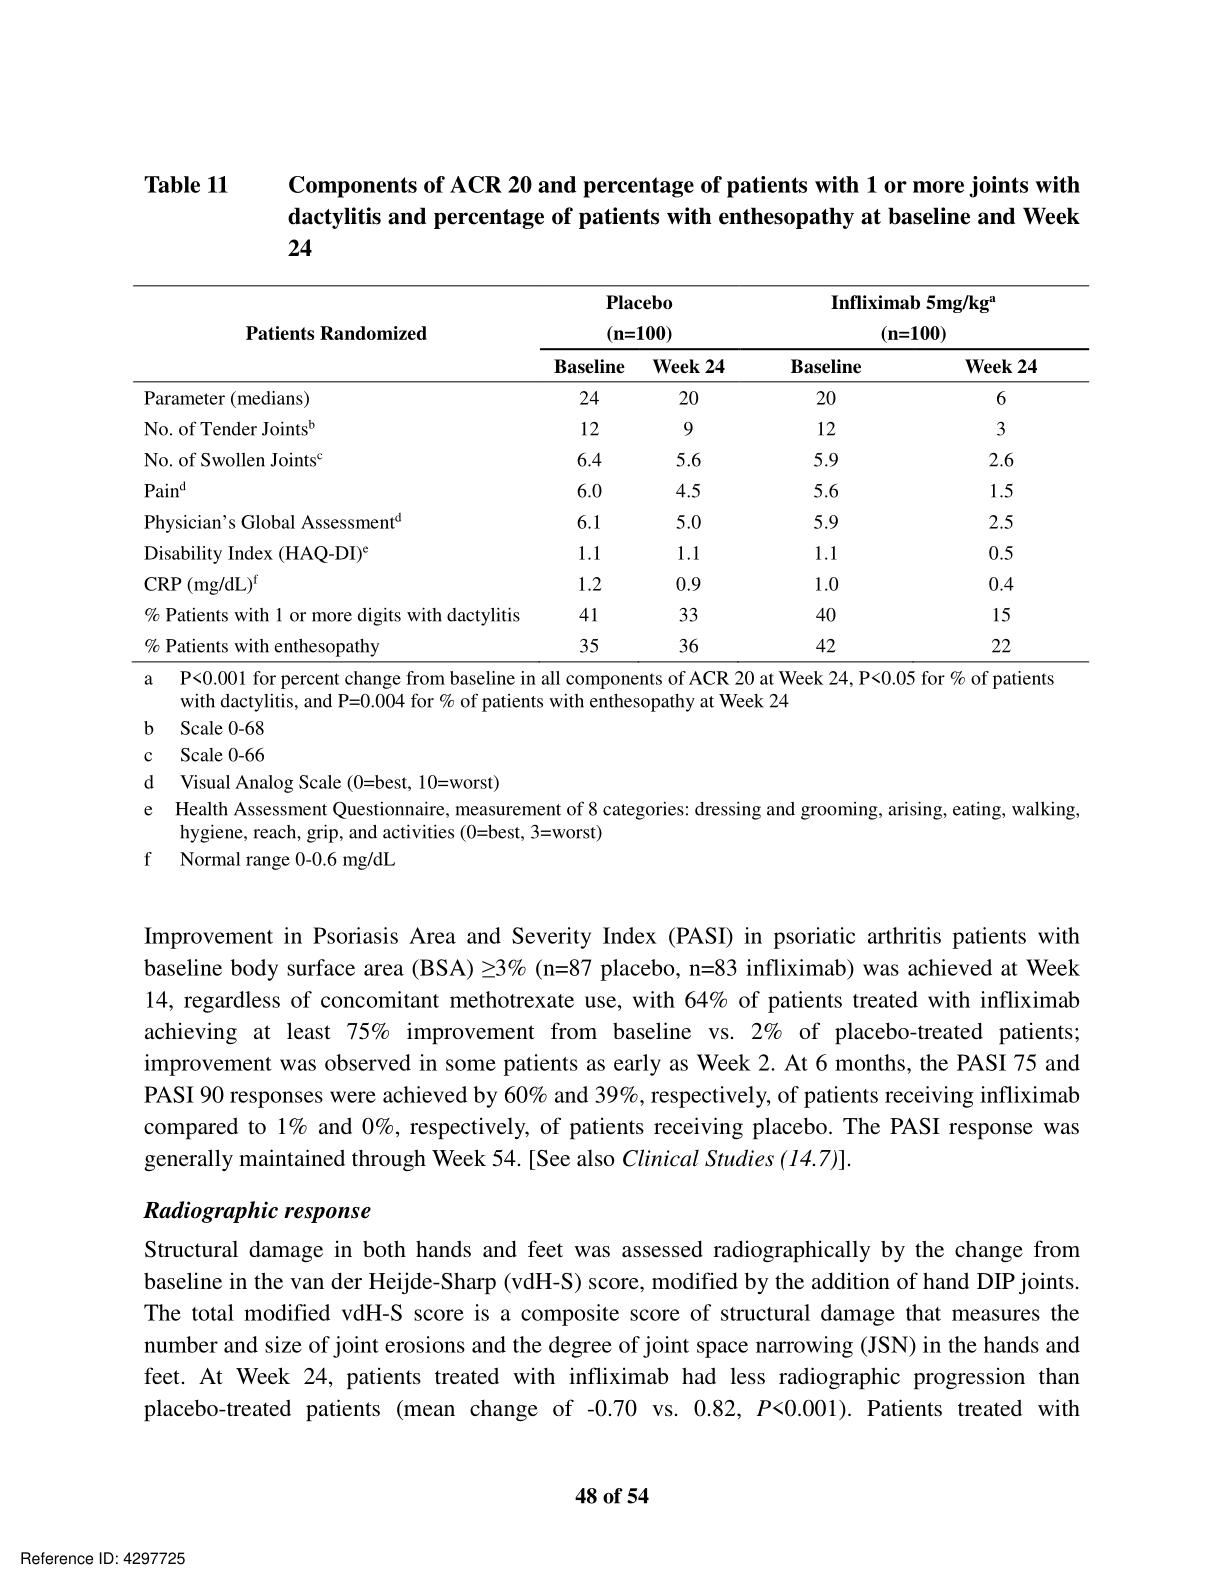 Table 11 Components of ACR 20 and percentage of patients with 1 or more joints with
dactylitis and percentage of patients with enthesopathy at baseline and Week
24
Placebo Infliximab 5mg/kgᵃ
Patients Randomized (n=100) (n=100)
Baseline Week 24 Baseline Week 24
Parameter (medians) 24 20 20 6
No. of Tender Jointsᵇ 12 9 12 3
No. of Swollen Jointsᶜ 6.4 5.6 5.9 2.6
Painᵈ 6.0 4.5 5.6 1.5
Physician’s Global Assessmentᵈ 6.1 5.0 5.9 2.5
Disability Index (HAQ-DI)ᵉ 1.1 1.1 1.1 0.5
CRP (mg/dL)ᶠ 1.2 0.9 1.0 0.4
% Patients with 1 or more digits with dactylitis 41 33 40 15
% Patients with enthesopathy 35 36 42 22
a P<0.001 for percent change from baseline in all components of ACR 20 at Week 24, P<0.05 for % of patients
with dactylitis, and P=0.004 for % of patients with enthesopathy at Week 24
b Scale 0-68
c Scale 0-66
d Visual Analog Scale (0=best, 10=worst)
e Health Assessment Questionnaire, measurement of 8 categories: dressing and grooming, arising, eating, walking,
hygiene, reach, grip, and activities (0=best, 3=worst)
f Normal range 0-0.6 mg/dL
Improvement in Psoriasis Area and Severity Index (PASI) in psoriatic arthritis patients with
baseline body surface area (BSA) ≥3% (n=87 placebo, n=83 infliximab) was achieved at Week
14, regardless of concomitant methotrexate use, with 64% of patients treated with infliximab
achieving at least 75% improvement from baseline vs. 2% of placebo-treated patients;
improvement was observed in some patients as early as Week 2. At 6 months, the PASI 75 and
PASI 90 responses were achieved by 60% and 39%, respectively, of patients receiving infliximab
compared to 1% and 0%, respectively, of patients receiving placebo. The PASI response was
generally maintained through Week 54. [See also Clinical Studies (14.7)].
Radiographic response
Structural damage in both hands and feet was assessed radiographically by the change from
baseline in the van der Heijde-Sharp (vdH-S) score, modified by the addition of hand DIP joints.
The total modified vdH-S score is a composite score of structural damage that measures the
number and size of joint erosions and the degree of joint space narrowing (JSN) in the hands and
feet. At Week 24, patients treated with infliximab had less radiographic progression than
placebo-treated patients (mean change of -0.70 vs. 0.82, P<0.001). Patients treated with
48 of 54
Reference ID: 4297725